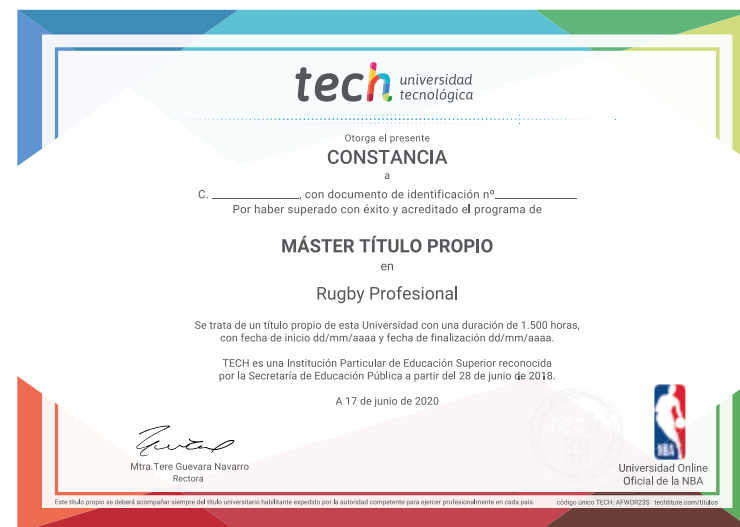 tech universidad
tecnológica
Otorga el presente
CONSTANCIA
a
C. ______________, con documento de identificación nº_____________
Por haber superado con éxito y acreditado el programa de
MÁSTER TÍTULO PROPIO
en
Rugby Profesional
Se trata de un título propio de esta Universidad con una duración de 1.500 horas,
con fecha de inicio dd/mm/aaaa y fecha de finalización dd/mm/aaaa.
TECH es una Institución Particular de Educación Superior reconocida
por la Secretaría de Educación Pública a partir del 28 de junio de 2018.
A 17 de junio de 2020
tech
NBA
Mtra.Tere Guevara Navarro
Rectora
Universidad Online
Oficial de la NBA
Este título propio se deberá acompañar siempre del título universitario habilitante expedido por la autoridad competente para ejercer profesionalmente en cada país. código único TECH: AFWOR23S techtitute.com/títulos